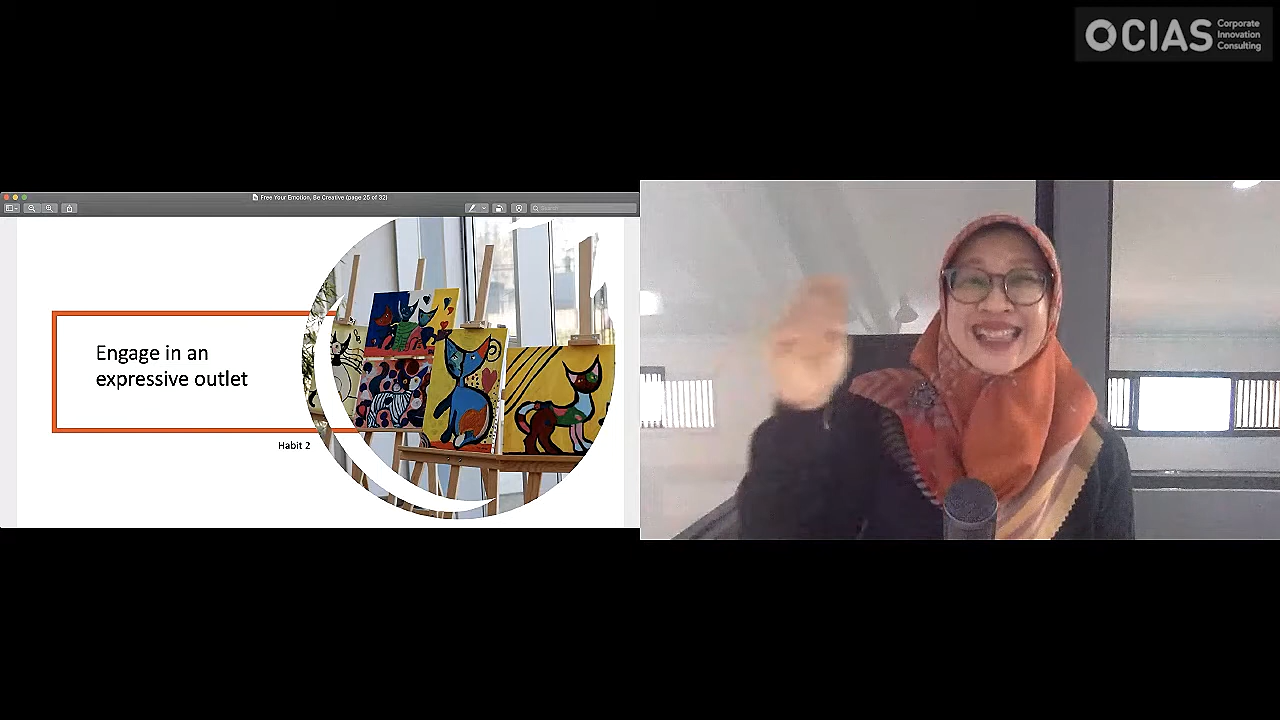 OCIAS
Corporate
Innovation
Consulting
Free Your Emotion, Be Creative (page 25 of 32)
Search
Engage in an
expressive outlet
Habit 2